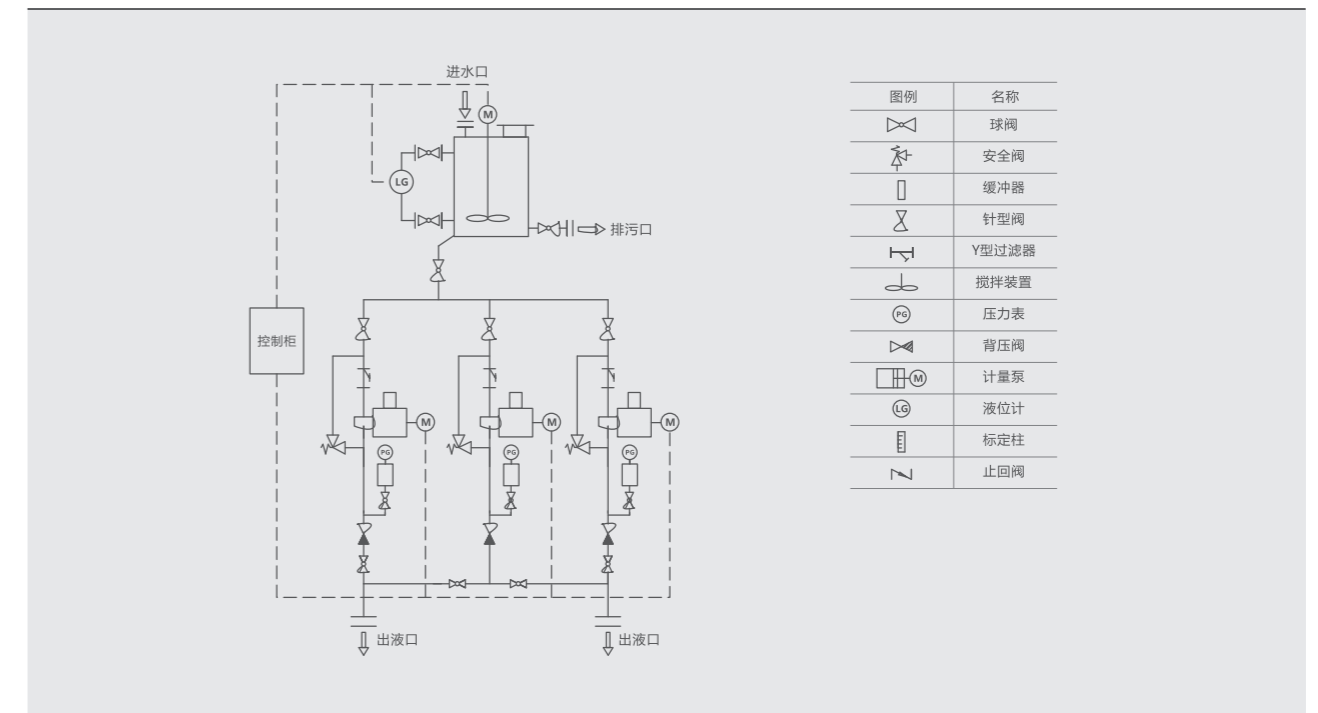 进水口
M
LG
排污口
控制柜
M
M
M
PG
PG
PG
出液口
出液口
图例 名称
球阀
安全阀
缓冲器
针型阀
Y型过滤器
搅拌装置
PG 压力表
背压阀
M 计量泵
LG 液位计
标定柱
止回阀